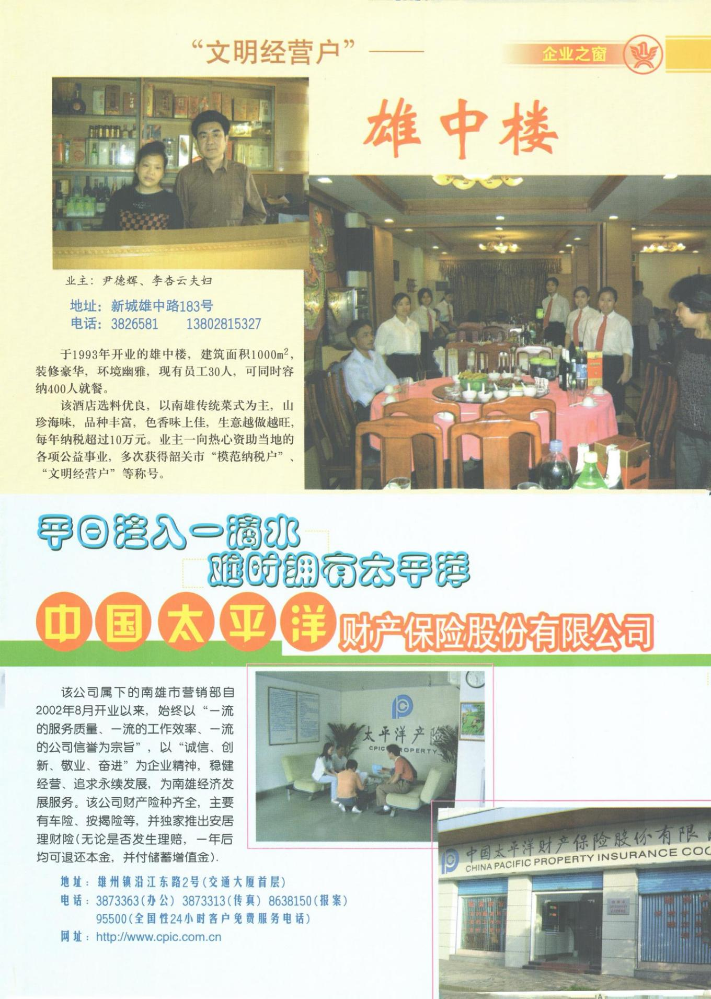 “文明经营户”——
企业之窗
雄中楼
业主：尹德辉、李杏云夫妇
地址：新城雄中路183号
电话：3826581 13802815327
于1993年开业的雄中楼，建筑面积1000m²，
装修豪华，环境幽雅，现有员工30人，可同时容
纳400人就餐。
该酒店选料优良，以南雄传统菜式为主，山
珍海味，品种丰富，色香味上佳，生意越做越旺，
每年纳税超过10万元。业主一向热心资助当地的
各项公益事业，多次获得韶关市“模范纳税户”、
“文明经营户”等称号。
平日注入一滴水
难时拥有太平洋
中国太平洋财产保险股份有限公司
该公司属下的南雄市营销部自
2002年8月开业以来，始终以“一流
的服务质量、一流的工作效率、一流
的公司信誉为宗旨”，以“诚信、创
新、敬业、奋进”为企业精神，稳健
经营、追求永续发展，为南雄经济发
展服务。该公司财产险种齐全，主要
有车险、按揭险等，并独家推出安居
理财险(无论是否发生理赔，一年后
均可退还本金，并付储蓄增值金).
太平洋产险
CPIC PROPERTY
中国太平洋财产保险股份有限
CHINA PACIFIC PROPERTY INSURANCE CO
地址：雄州镇沿江东路2号(交通大厦首层)
电话：3873363(办公) 3873313(传真) 8638150(报案)
95500(全国性24小时客户免费服务电话)
网址：http://www.cpic.com.cn